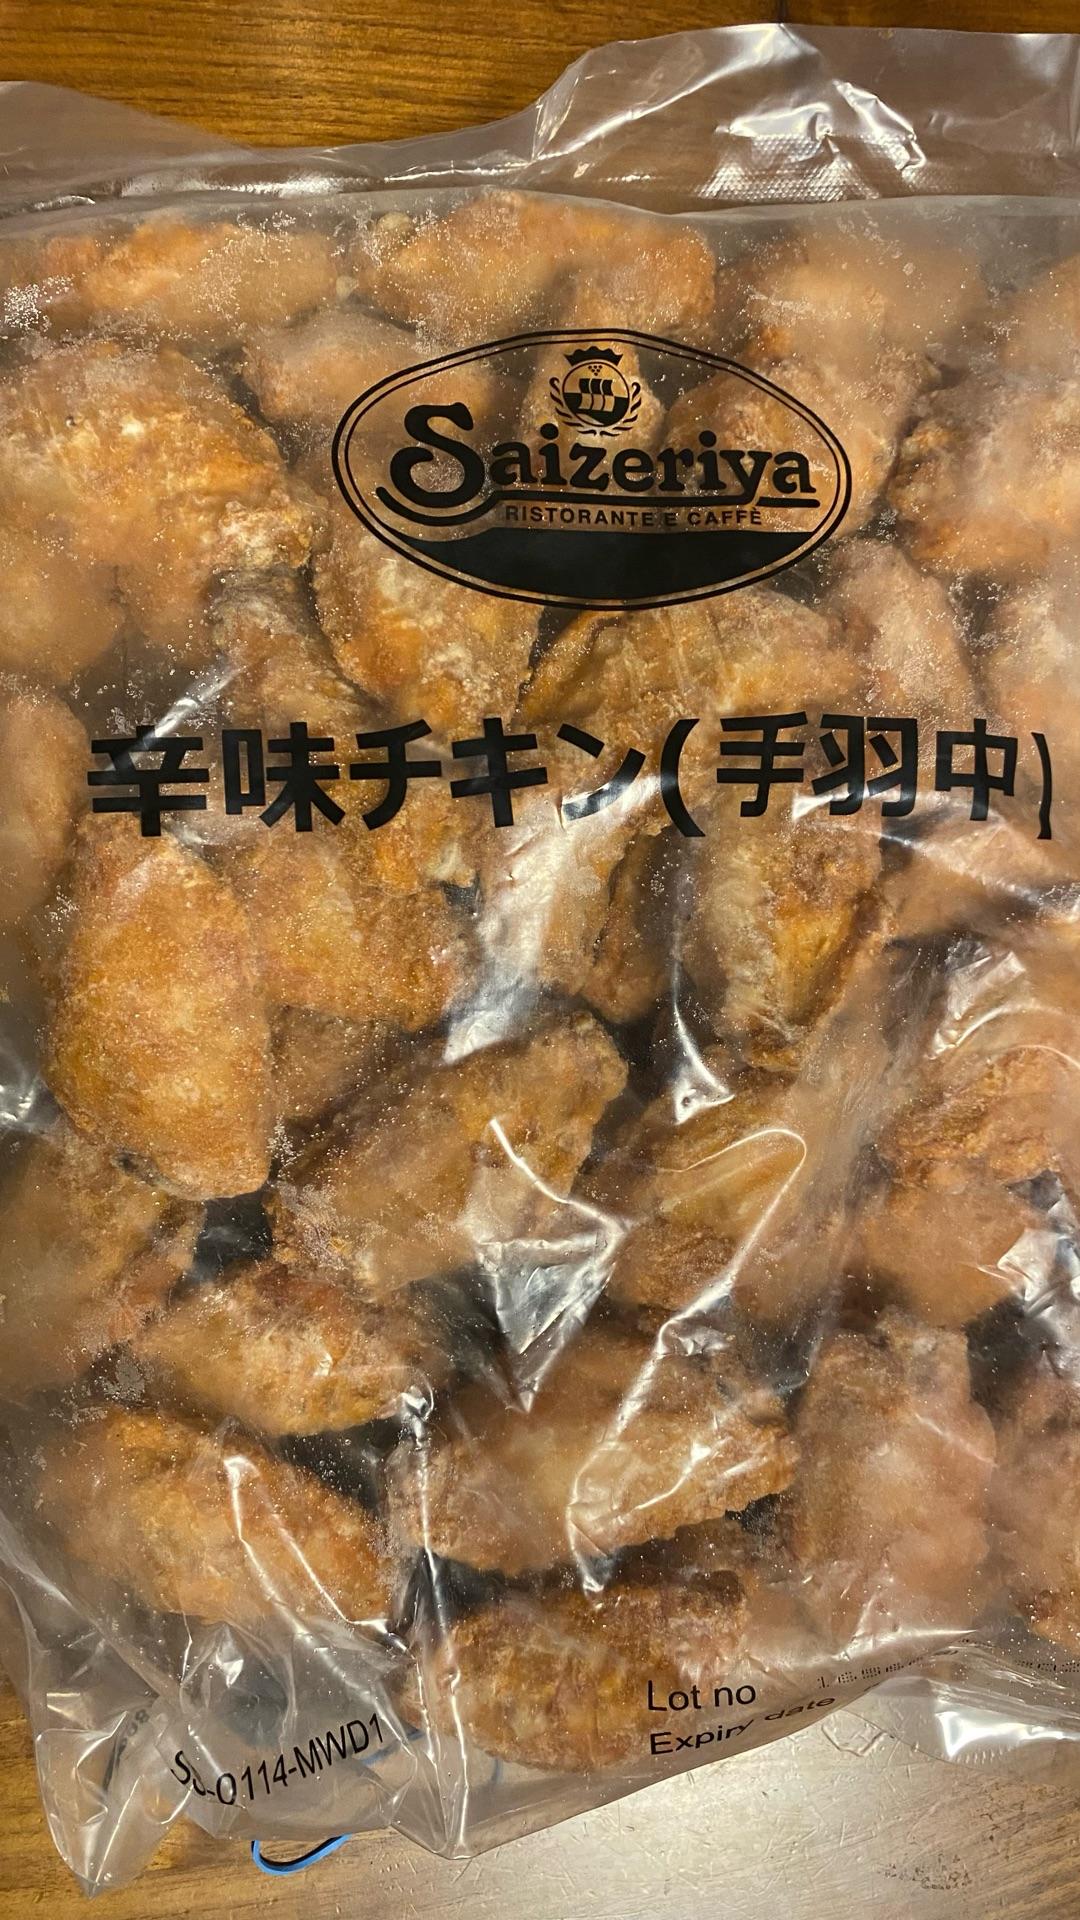 Saizeriya
RISTORANTE E CAFFÈ
辛味チキン(手羽中)
Lot no
Expiry date
-0114-MWD1